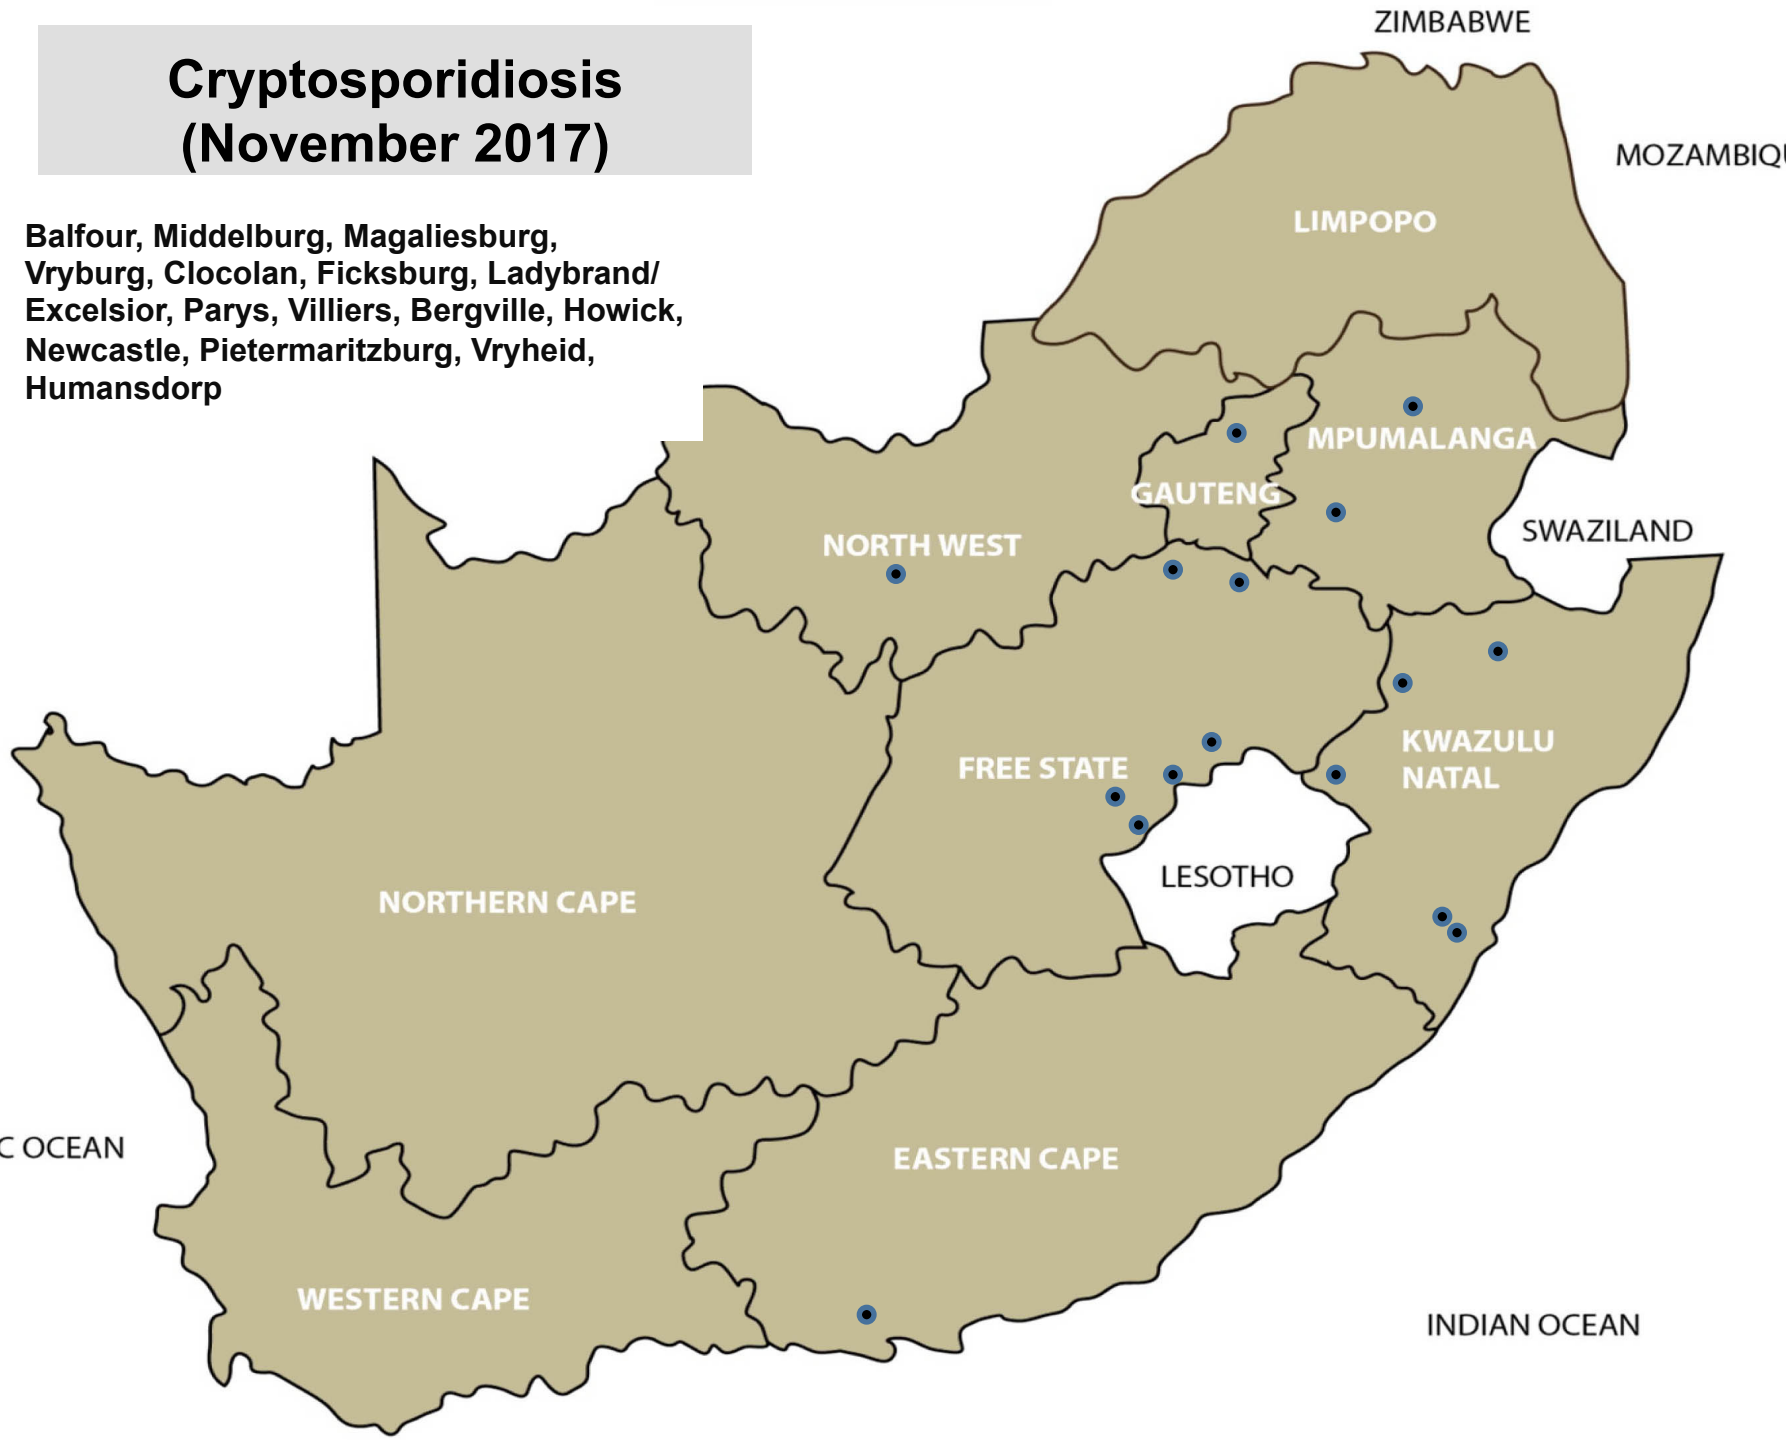 Cryptosporidiosis
(November 2017)
Balfour, Middelburg, Magaliesburg,
Vryburg, Clocolan, Ficksburg, Ladybrand/
Excelsior, Parys, Villiers, Bergville, Howick,
Newcastle, Pietermaritzburg, Vryheid,
Humansdorp
ZIMBABWE
MOZAMBIQU
LIMPOPO
MPUMALANGA
GAUTENG
SWAZILAND
NORTH WEST
KWAZULU
NATAL
FREE STATE
LESOTHO
NORTHERN CAPE
C OCEAN
EASTERN CAPE
WESTERN CAPE
INDIAN OCEAN